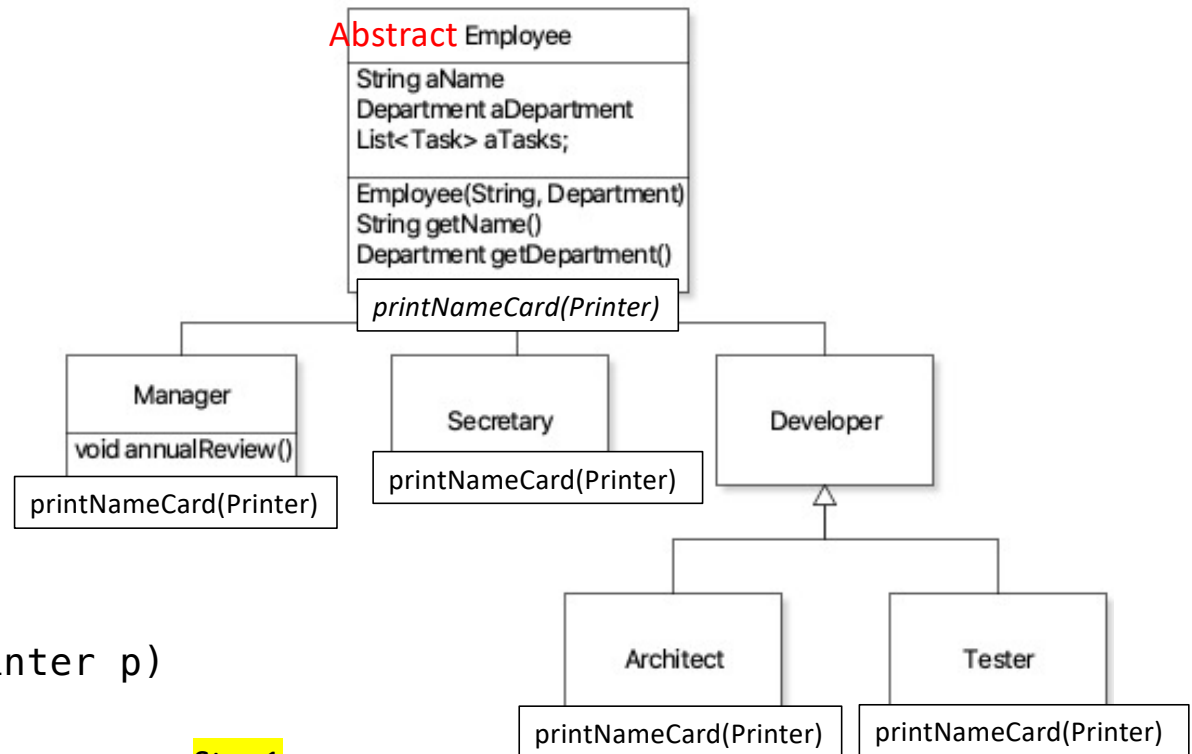 Abstract Employee
String aName
Department aDepartment
List<Task> aTasks;
Employee(String, Department)
String getName()
Department getDepartment()
printNameCard(Printer)
Manager
void annualReview()
printNameCard(Printer)
Secretary
printNameCard(Printer)
Developer
Architect
printNameCard(Printer)
Tester
printNameCard(Printer)
inter p)